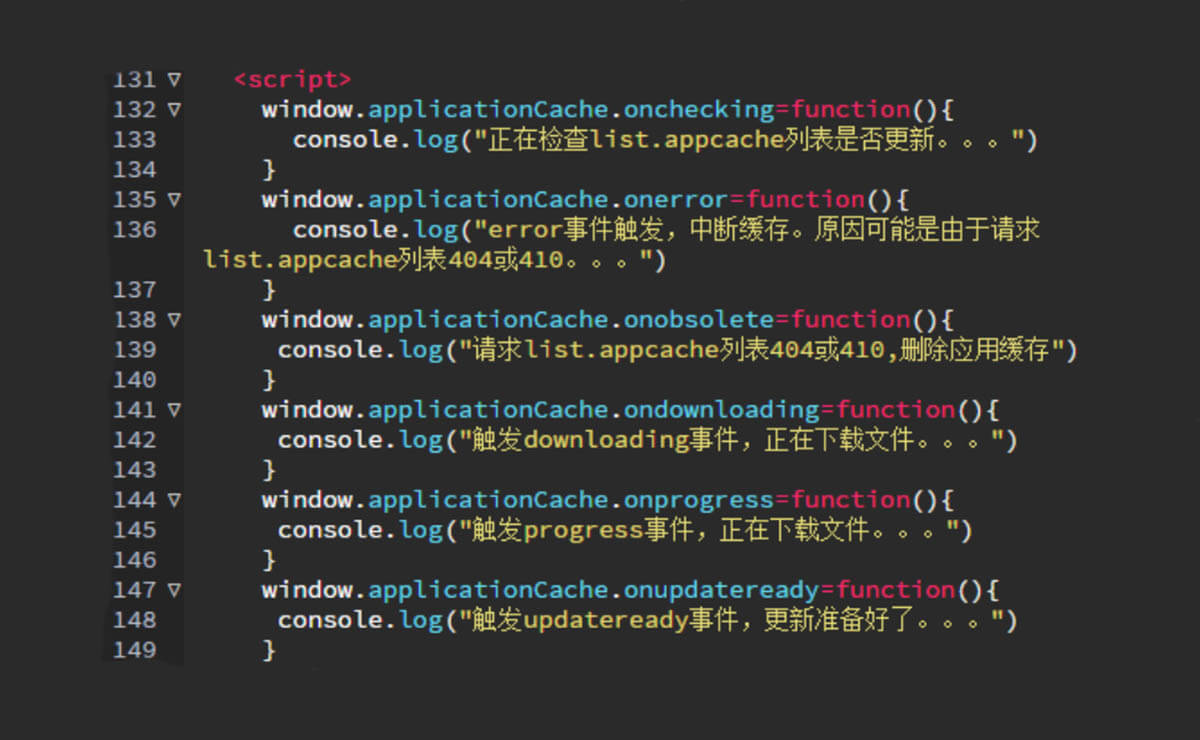 131 ▽ <script>
132 ▽ window.applicationCache.onchecking=function(){
133 console.log("正在检查list.appcache列表是否更新。。。")
134 }
135 ▽ window.applicationCache.onerror=function(){
136 console.log("error事件触发，中断缓存。原因可能是由于请求
list.appcache列表404或410。。。")
137 }
138 ▽ window.applicationCache.onobsolete=function(){
139 console.log("请求list.appcache列表404或410,删除应用缓存")
140 }
141 ▽ window.applicationCache.ondownloading=function(){
142 console.log("触发downloading事件，正在下载文件。。。")
143 }
144 ▽ window.applicationCache.onprogress=function(){
145 console.log("触发progress事件，正在下载文件。。。")
146 }
147 ▽ window.applicationCache.onupdateready=function(){
148 console.log("触发updateready事件，更新准备好了。。。")
149 }